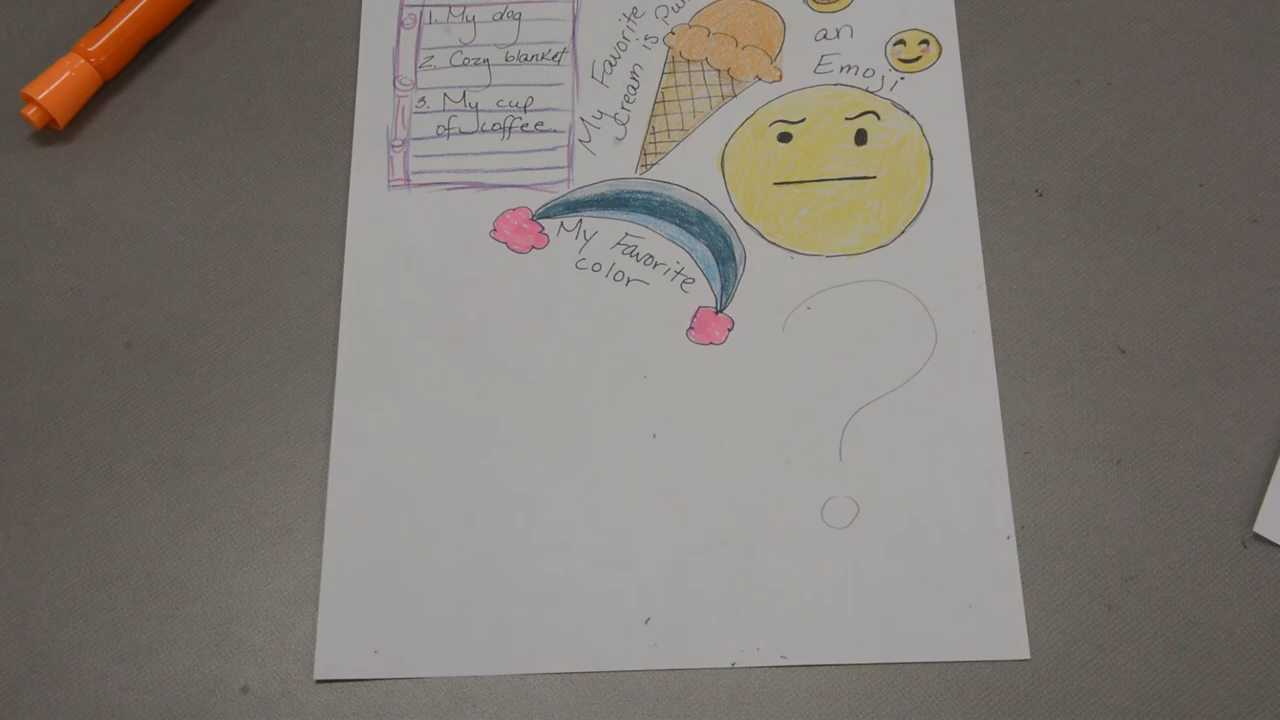 1. My dog
2. Cozy blanket
3. My cup
of coffee.
My Favorite
cream is
an
Emoji
My Favorite
color
?